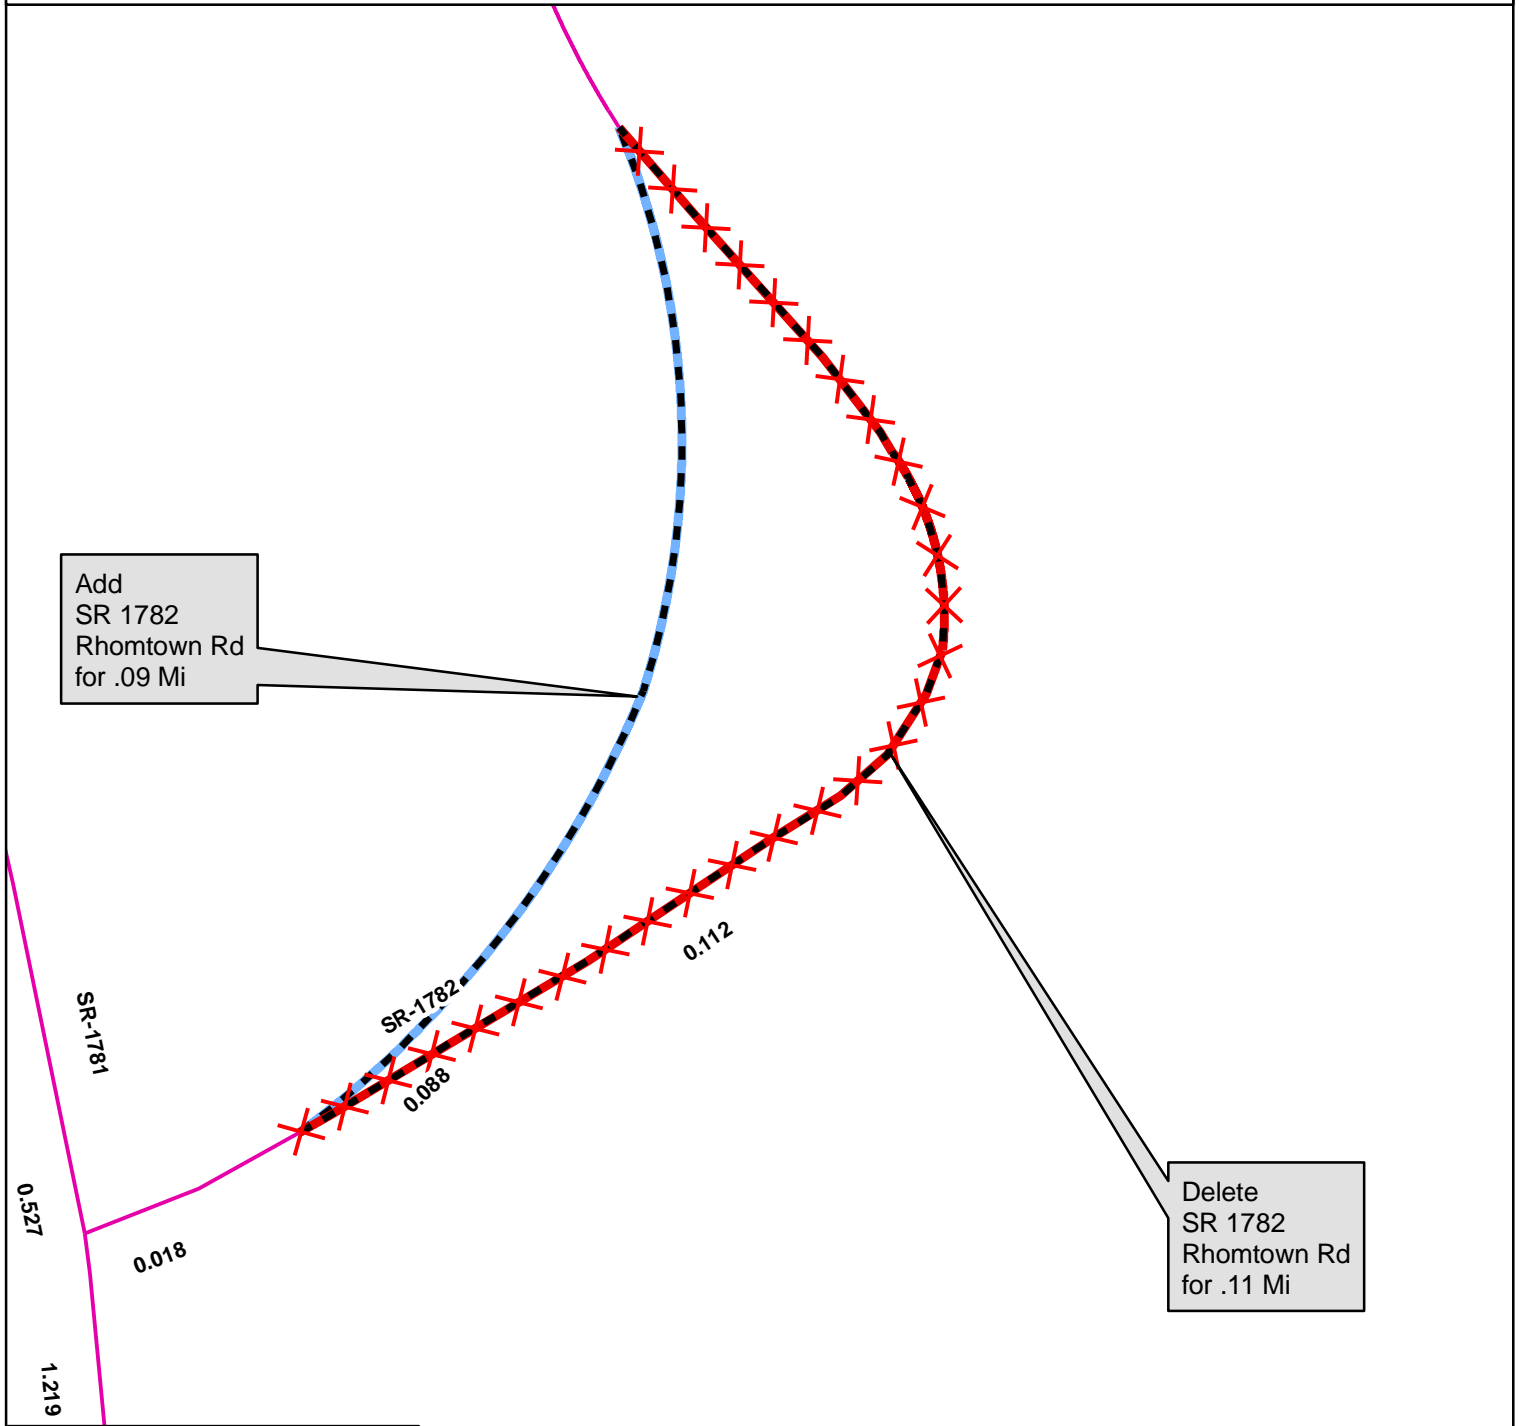 Add
SR 1782
Rhomtown Rd
for .09 Mi
0.112
SR-1782
SR-1781
0.088
0.527
0.018
Delete
SR 1782
Rhomtown Rd
for .11 Mi
1.219